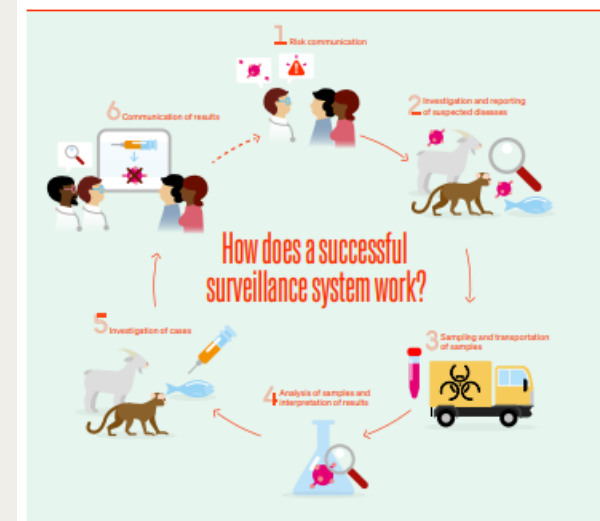 1 Risk communication
2 Investigation and reporting
of suspected diseases
6 Communication of results
How does a successful
surveillance system work?
3 Sampling and transportation
of samples
5 Investigation of cases
4 Analysis of samples and
interpretation of results